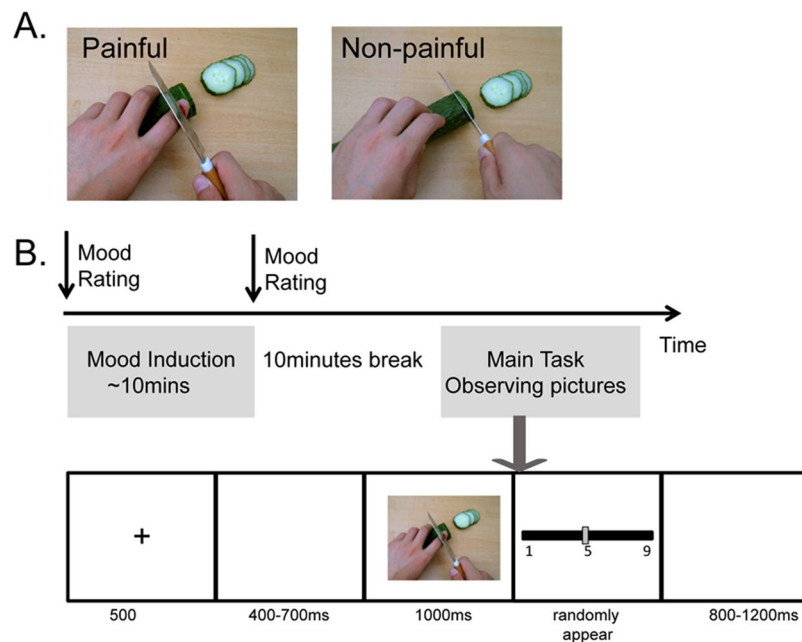 A.
Painful
Non-painful
B.
Mood
Rating
Mood
Rating
Time
Mood Induction
~10mins
10minutes break
Main Task
Observing pictures
+
1 5 9
500
400-700ms
1000ms
randomly
appear
800-1200ms